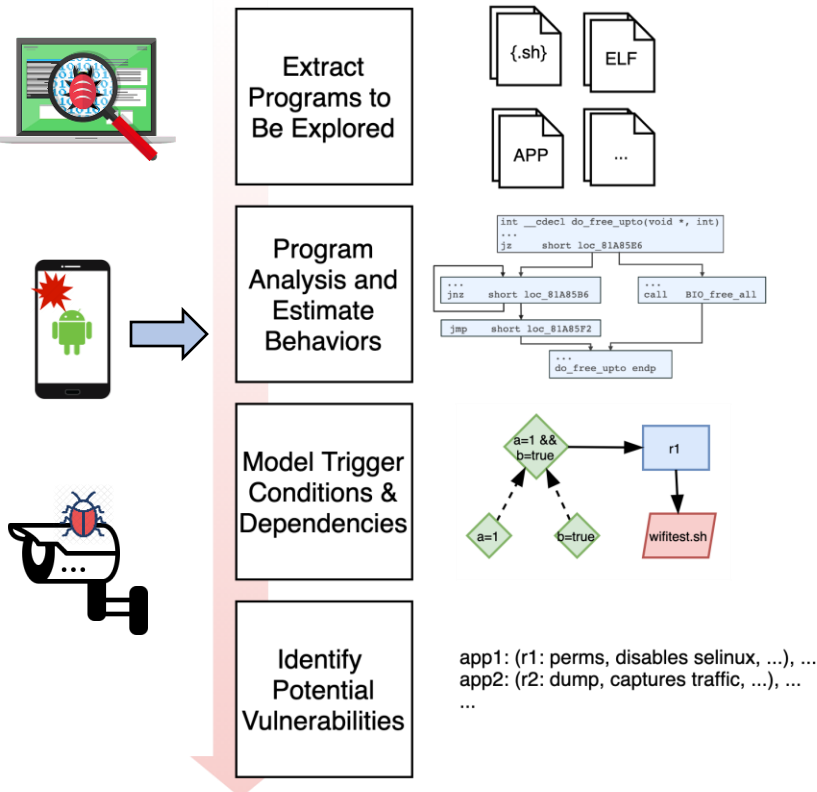 Extract
Programs to
Be Explored
{.sh}
ELF
APP
...
Program
Analysis and
Estimate
Behaviors
int __cdecl do_free_upto(void *, int)
...
jz short loc_81A85E6
...
jnz short loc_81A85B6
...
call BIO_free_all
jmp short loc_81A85F2
...
do_free_upto endp
Model Trigger
Conditions &
Dependencies
a=1 &&
b=true
r1
a=1
b=true
wifitest.sh
Identify
Potential
Vulnerabilities
app1: (r1: perms, disables selinux, ...), ...
app2: (r2: dump, captures traffic, ...), ...
...